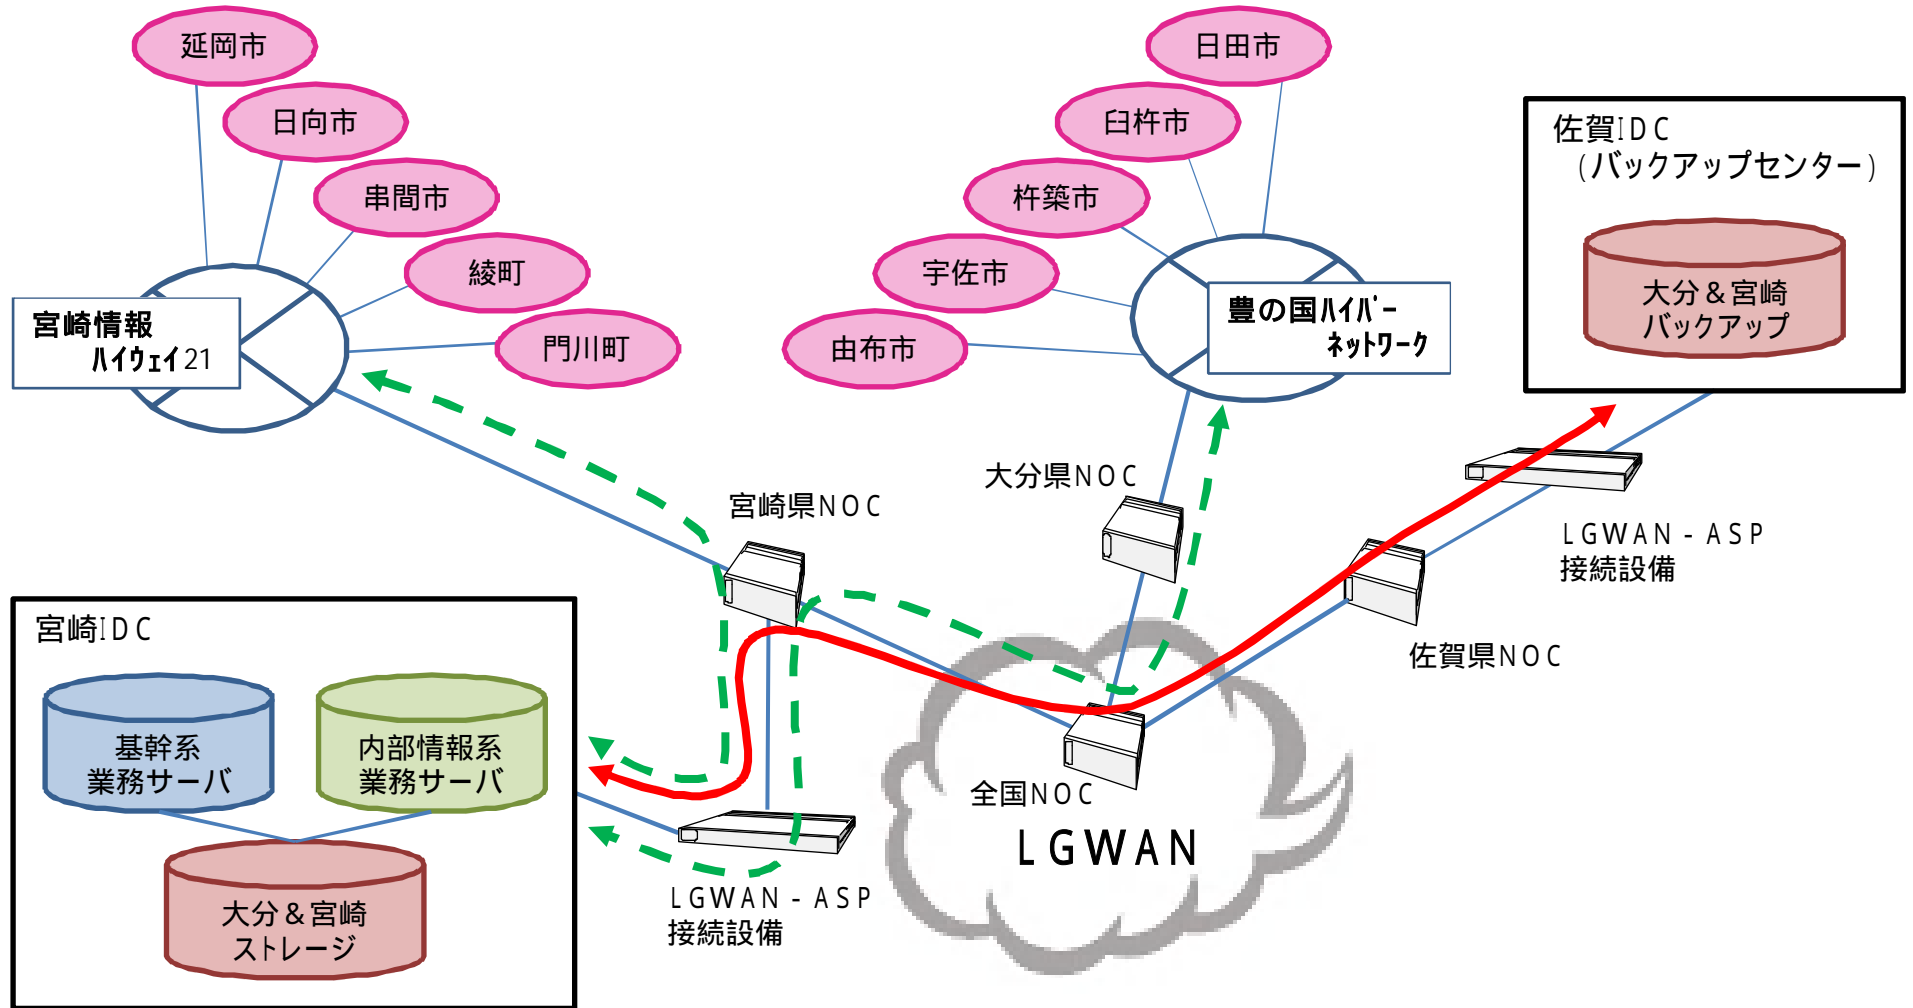 延岡市
日向市
串間市
綾町
門川町
宮崎情報
ハイウェイ21
日田市
臼杵市
杵築市
宇佐市
由布市
豊の国ハイパー
ネットワーク
佐賀IDC
(バックアップセンター)
大分&宮崎
バックアップ
大分県NOC
宮崎県NOC
LGWAN-ASP
接続設備
佐賀県NOC
宮崎IDC
基幹系
業務サーバ
内部情報系
業務サーバ
大分&宮崎
ストレージ
全国NOC
LGWAN
LGWAN-ASP
接続設備